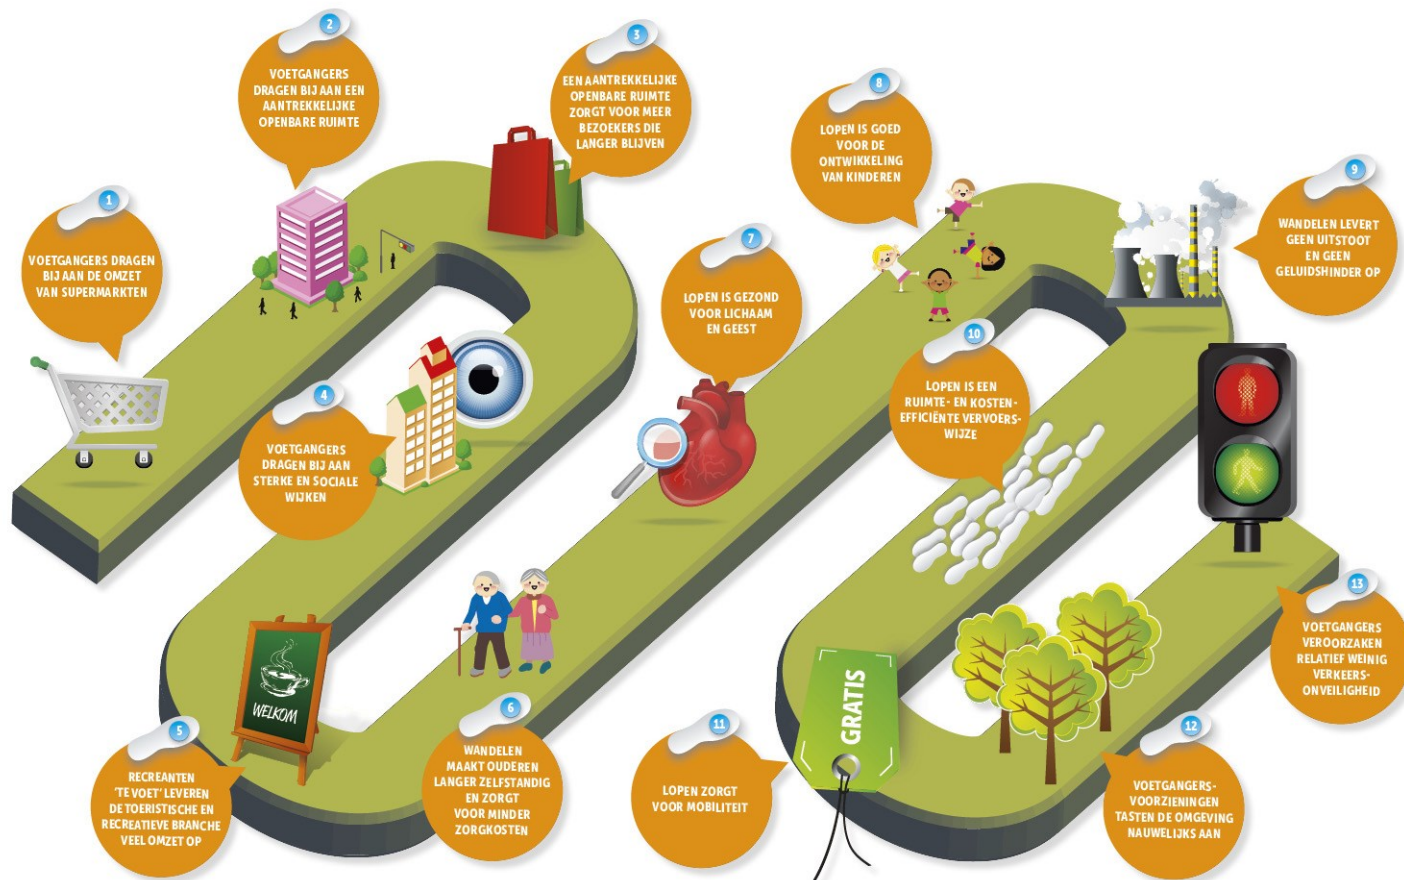 1
VOETGANGERS DRAGEN
BIJ AAN DE OMZET
VAN SUPERMARKTEN
2
VOETGANGERS
DRAGEN BIJ AAN EEN
AANTREKKELIJKE
OPENBARE RUIMTE
3
EEN AANTREKKELIJKE
OPENBARE RUIMTE
ZORGT VOOR MEER
BEZOEKERS DIE
LANGER BLIJVEN
4
VOETGANGERS
DRAGEN BIJ AAN
STERKE EN SOCIALE
WIJKEN
5
RECREANTEN
'TE VOET' LEVEREN
DE TOERISTISCHE EN
RECREATIEVE BRANCHE
VEEL OMZET OP
WELKOM
6
WANDELEN
MAAKT OUDEREN
LANGER ZELFSTANDIG
EN ZORGT
VOOR MINDER
ZORGKOSTEN
7
LOPEN IS GEZOND
VOOR LICHAAM
EN GEEST
8
LOPEN IS GOED
VOOR DE
ONTWIKKELING
VAN KINDEREN
9
WANDELEN LEVERT
GEEN UITSTOOT
EN GEEN
GELUIDSHINDER OP
10
LOPEN IS EEN
RUIMTE- EN KOSTEN-
EFFICIËNTE VERVOERS-
WIJZE
11
LOPEN ZORGT
VOOR MOBILITEIT
GRATIS
12
VOETGANGERS-
VOORZIENINGEN
TASTEN DE OMGEVING
NAUWELIJKS AAN
13
VOETGANGERS
VEROORZAKEN
RELATIEF WEINIG
VERKEERS-
ONVEILIGHEID